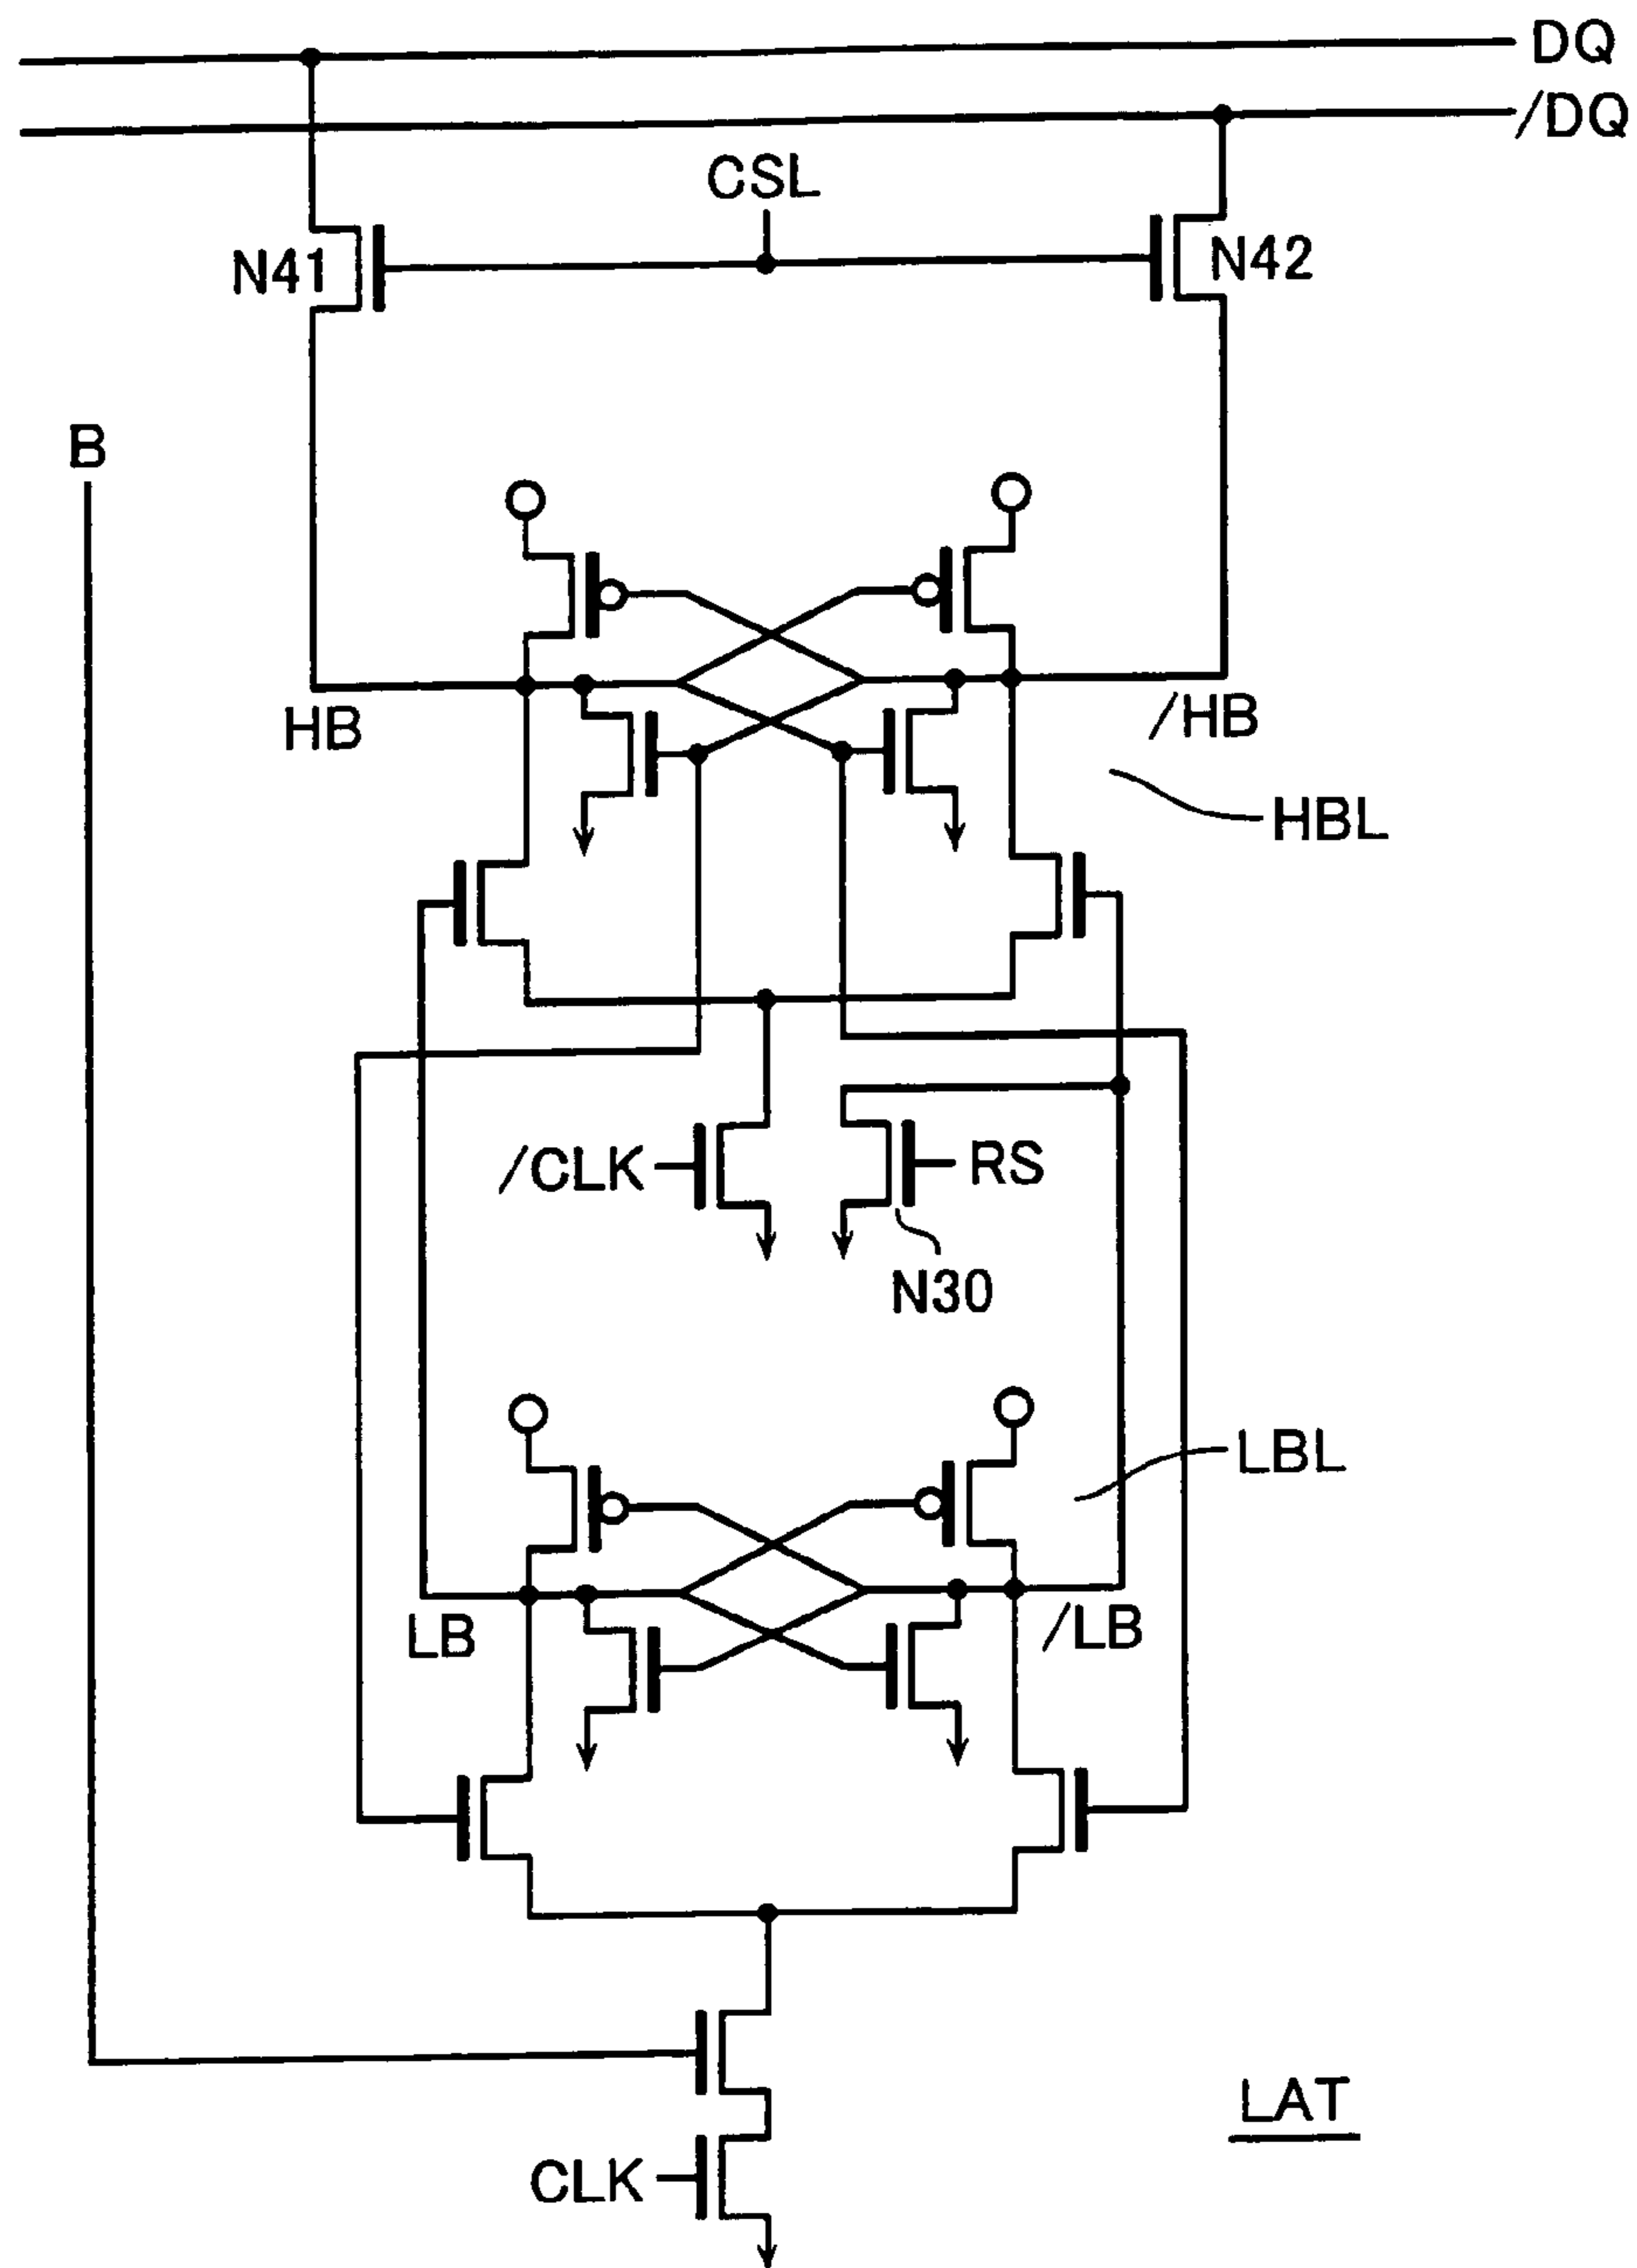 DQ
/DQ
CSL
N41
N42
B
HB
/HB
HBL
/CLK
RS
N30
LBL
LB
/LB
LAT
CLK